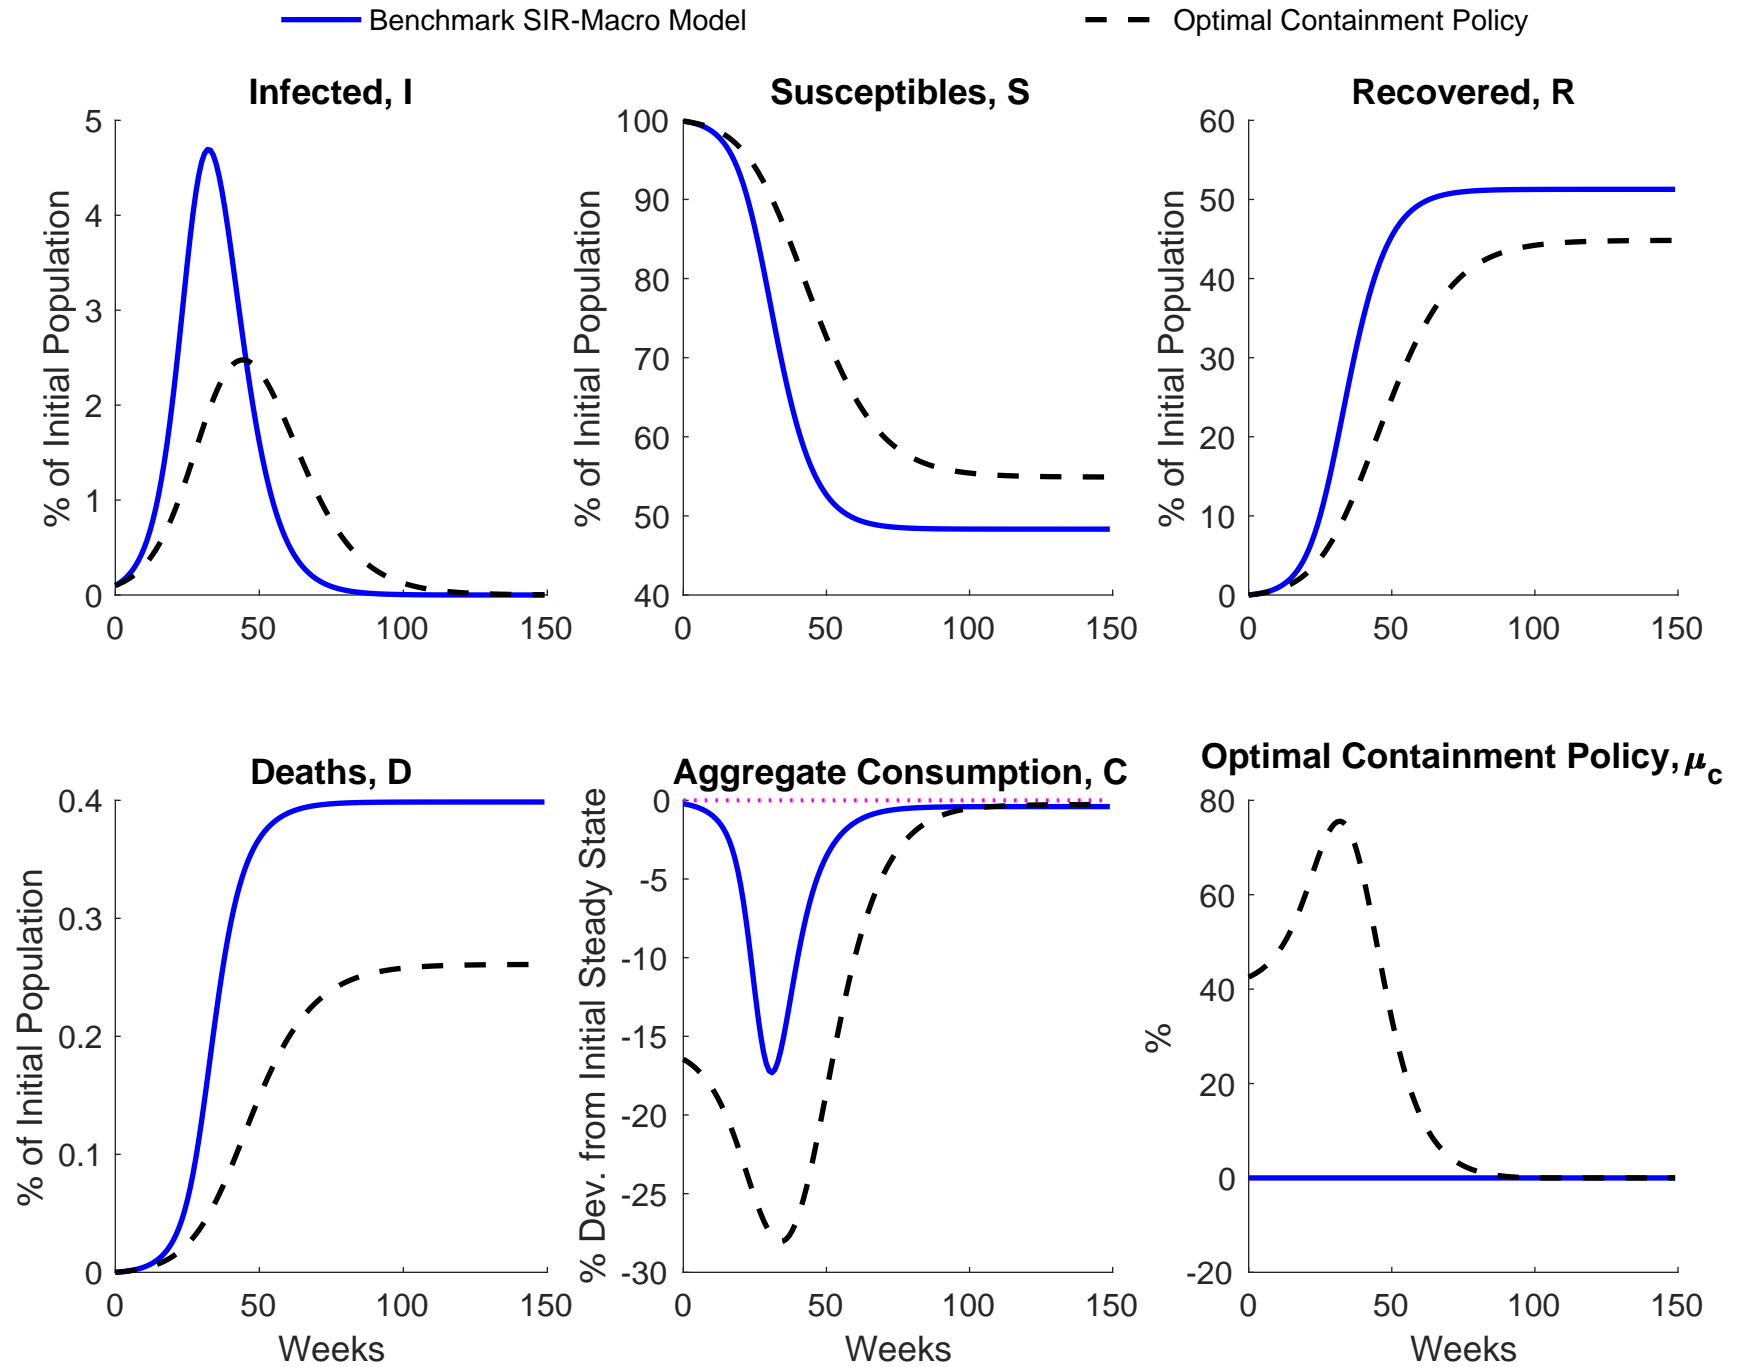 Benchmark SIR-Macro Model
Optimal Containment Policy
Infected, I
% of Initial Population
5
4
3
2
1
0
0 50 100 150
Susceptibles, S
% of Initial Population
100
90
80
70
60
50
40
0 50 100 150
Recovered, R
% of Initial Population
60
50
40
30
20
10
0
0 50 100 150
Deaths, D
% of Initial Population
0.4
0.3
0.2
0.1
0
0 50 100 150
Weeks
Aggregate Consumption, C
% Dev. from Initial Steady State
0
-5
-10
-15
-20
-25
-30
0 50 100 150
Weeks
Optimal Containment Policy, μc
%
80
60
40
20
0
-20
0 50 100 150
Weeks